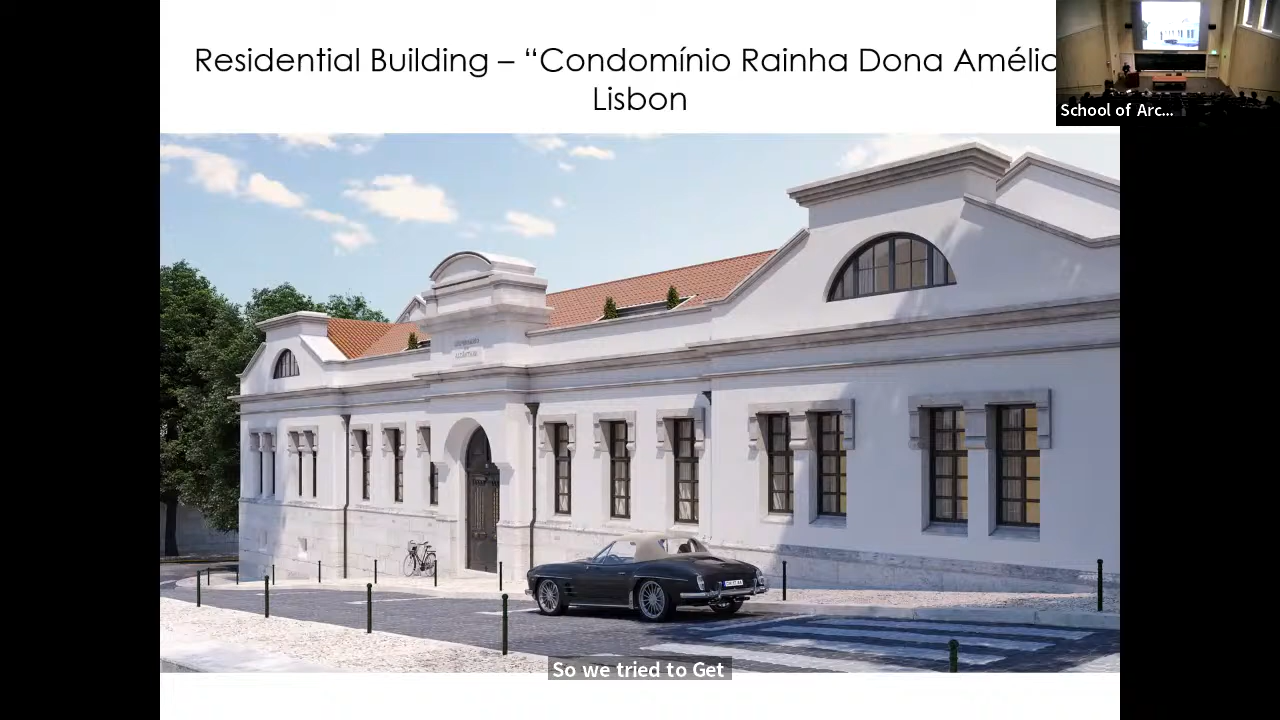 Residential Building – “Condomínio Rainha Dona Amélia
Lisbon
School of Arc...
So we tried to Get